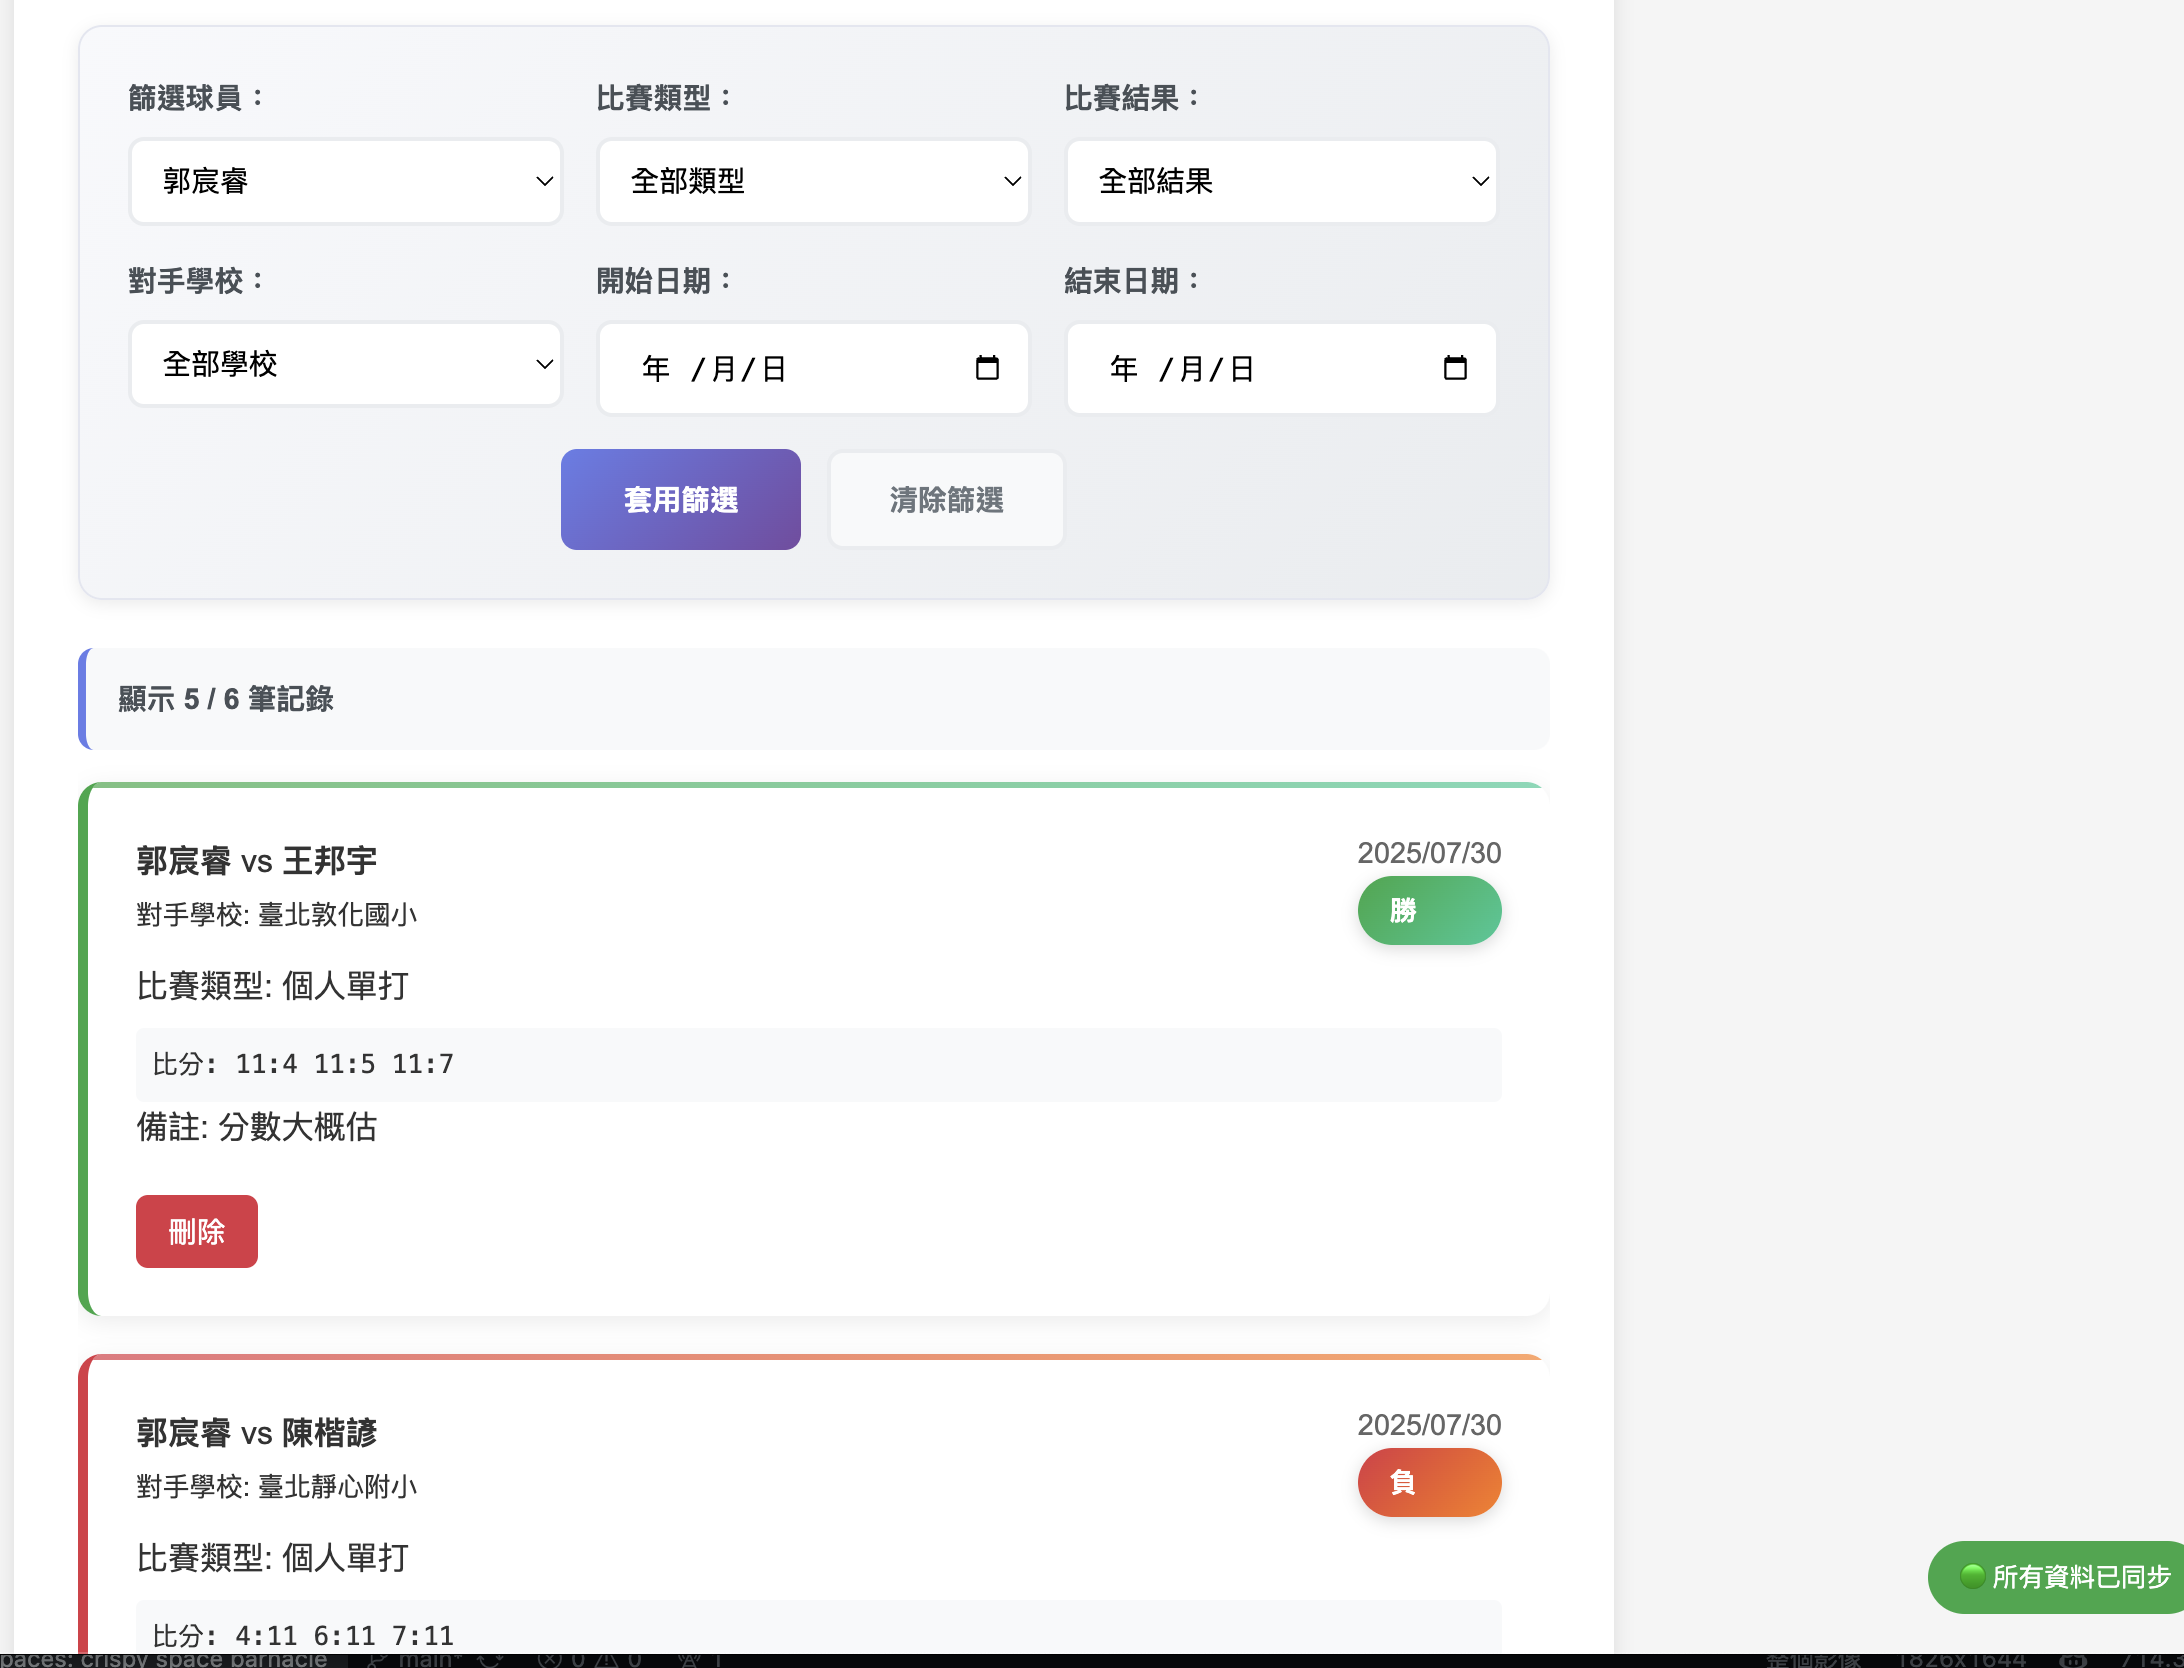 篩選球員： 比賽類型： 比賽結果：
郭宸睿 全部類型 全部結果
對手學校： 開始日期： 結束日期：
全部學校 年 /月/日 年 /月/日
套用篩選 清除篩選
顯示 5 / 6 筆記錄
郭宸睿 vs 王邦宇 2025/07/30
對手學校: 臺北敦化國小 勝
比賽類型: 個人單打
比分: 11:4 11:5 11:7
備註: 分數大概估
刪除
郭宸睿 vs 陳楷諺 2025/07/30
對手學校: 臺北靜心附小 負
比賽類型: 個人單打
所有資料已同步
比分: 4:11 6:11 7:11
paces: crispy space barnacle main* 0 0 1 整個影像 1826x1644